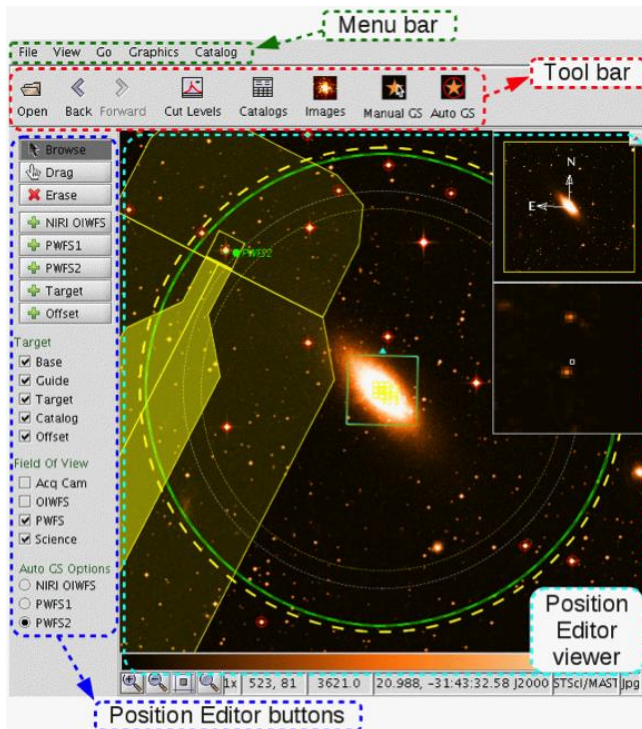 Menu bar
File View Go Graphics Catalog
Tool bar
Open Back Forward Cut Levels Catalogs Images Manual GS Auto GS
Browse
Drag
Erase
NIRI OIWFS
PWFS1
PWFS2
Target
Offset
Target
Base
Guide
Target
Catalog
Offset
Field Of View
Acq Cam
OIWFS
PWFS
Science
Auto GS Options
NIRI OIWFS
PWFS1
PWFS2
PWFS2
N
E
Position
Editor
viewer
1x 523, 81 3621.0 20.988, -31:43:32.58 J2000 STScI/MAST Jpg
Position Editor buttons